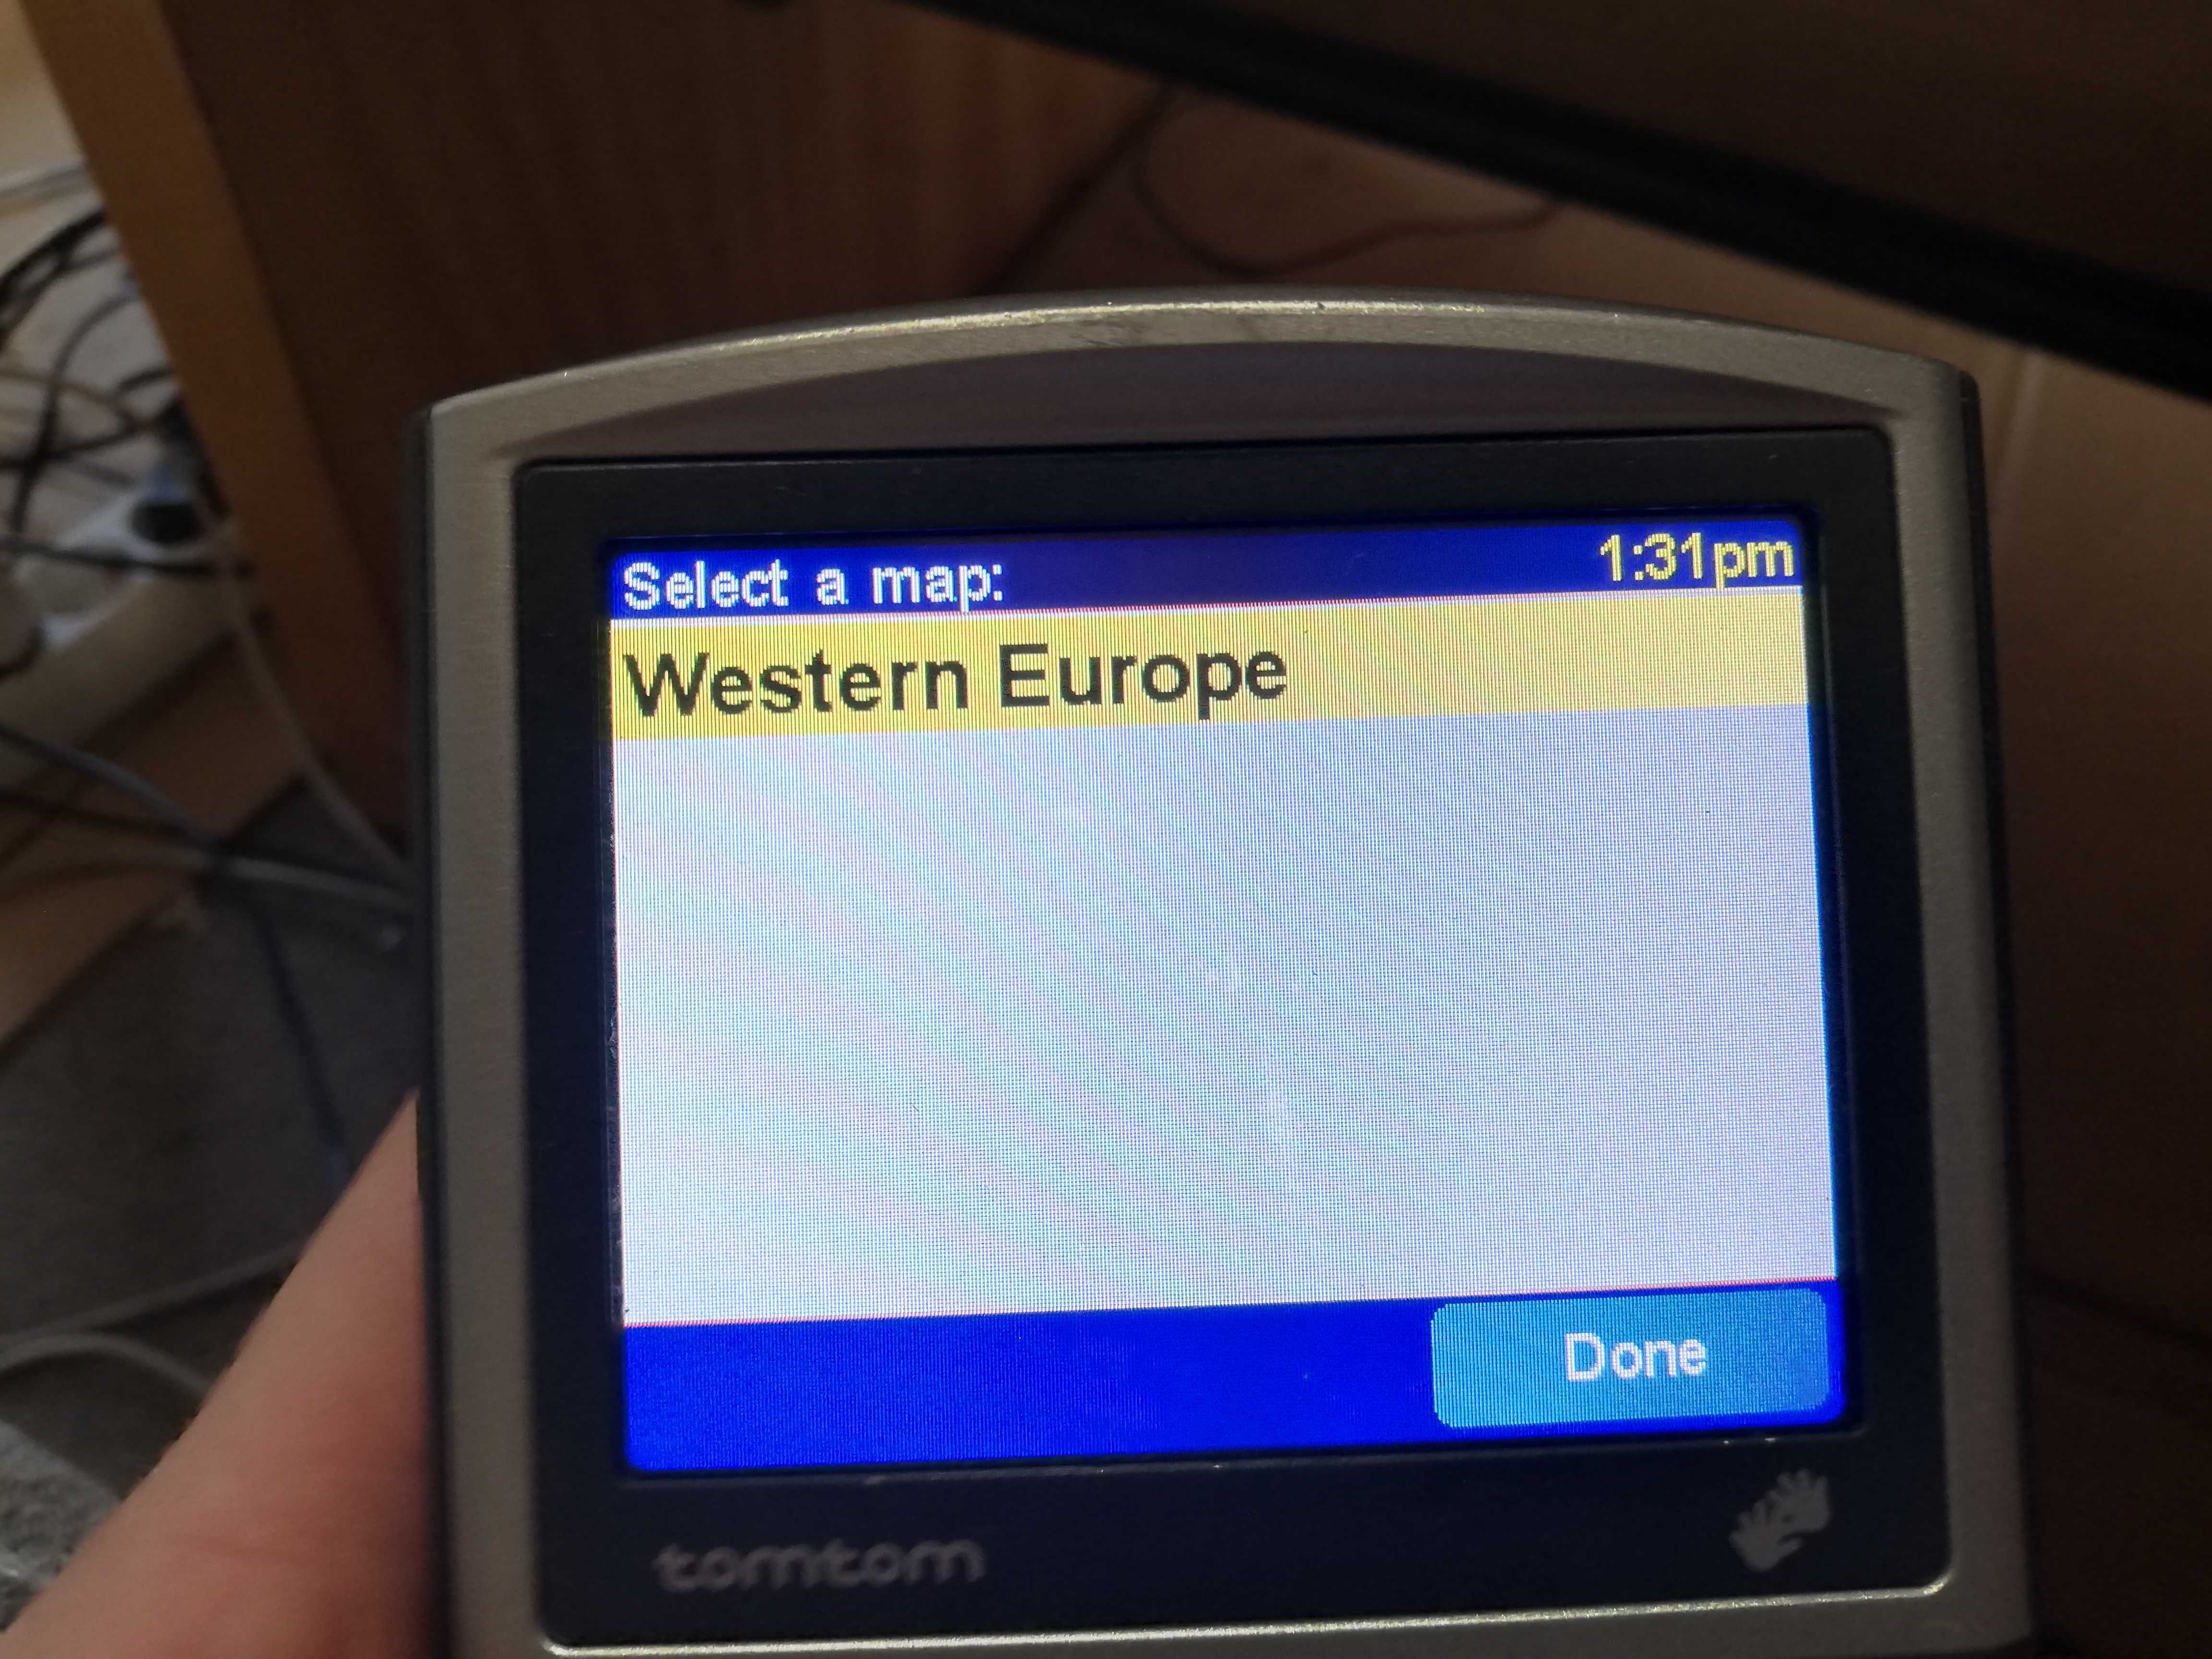 Select a map: 1:31pm
Western Europe
Done
tomtom